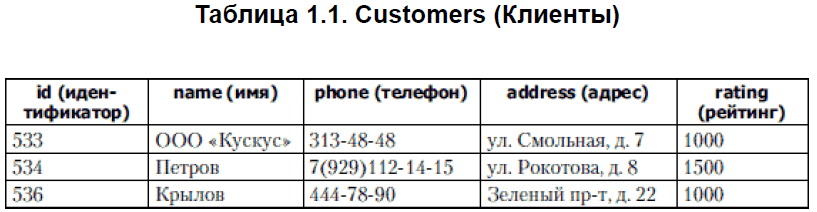 Таблица 1.1. Customers (Клиенты)
id (иден-
тификатор) name (имя) phone (телефон) address (адрес) rating
(рейтинг)
533 ООО «Кускус» 313-48-48 ул. Смольная, д. 7 1000
534 Петров 7(929)112-14-15 ул. Рокотова, д. 8 1500
536 Крылов 444-78-90 Зеленый пр-т, д. 22 1000